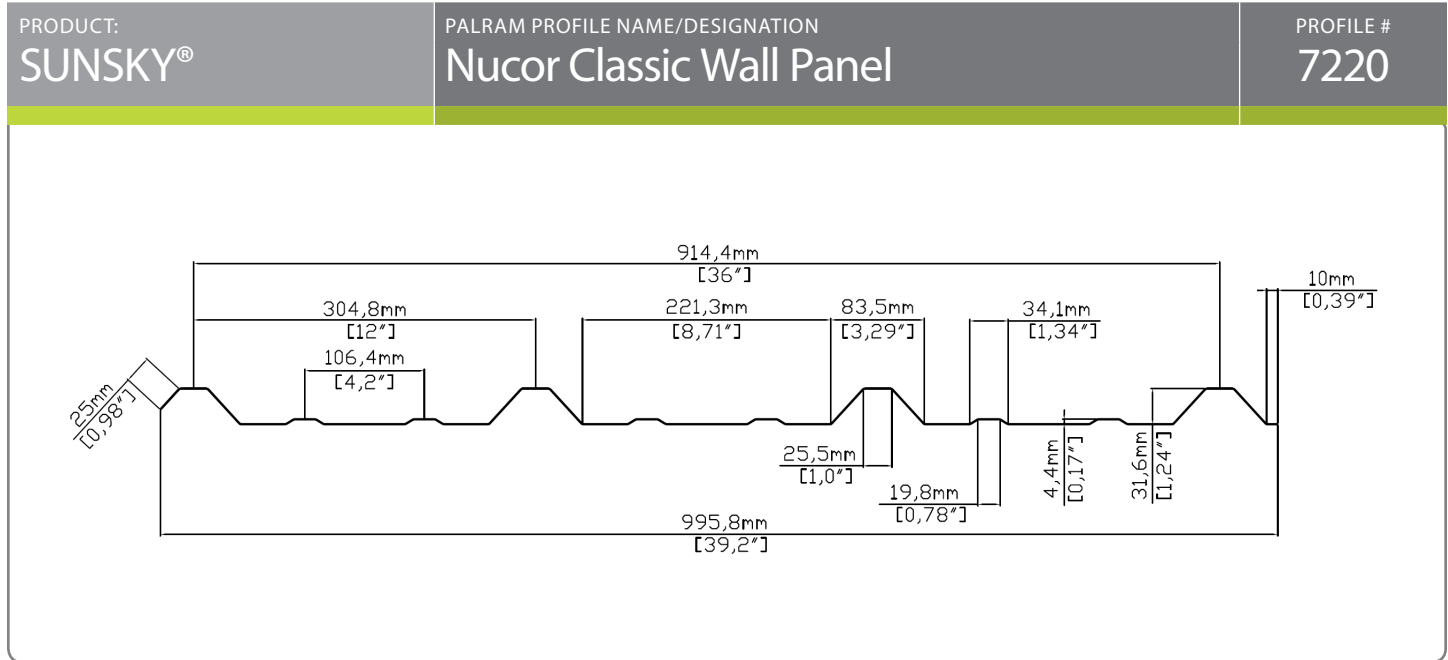 PRODUCT:
SUNSKY®
PALRAM PROFILE NAME/DESIGNATION
Nucor Classic Wall Panel
PROFILE #
7220
914,4mm
[36"]
10mm
[0,39"]
304,8mm
[12"]
221,3mm
[8,71"]
83,5mm
[3,29"]
34,1mm
[1,34"]
106,4mm
[4,2"]
25mm
[0,98"]
25,5mm
[1,0"]
19,8mm
[0,78"]
4,4mm
[0,17"]
31,6mm
[1,24"]
995,8mm
[39,2"]